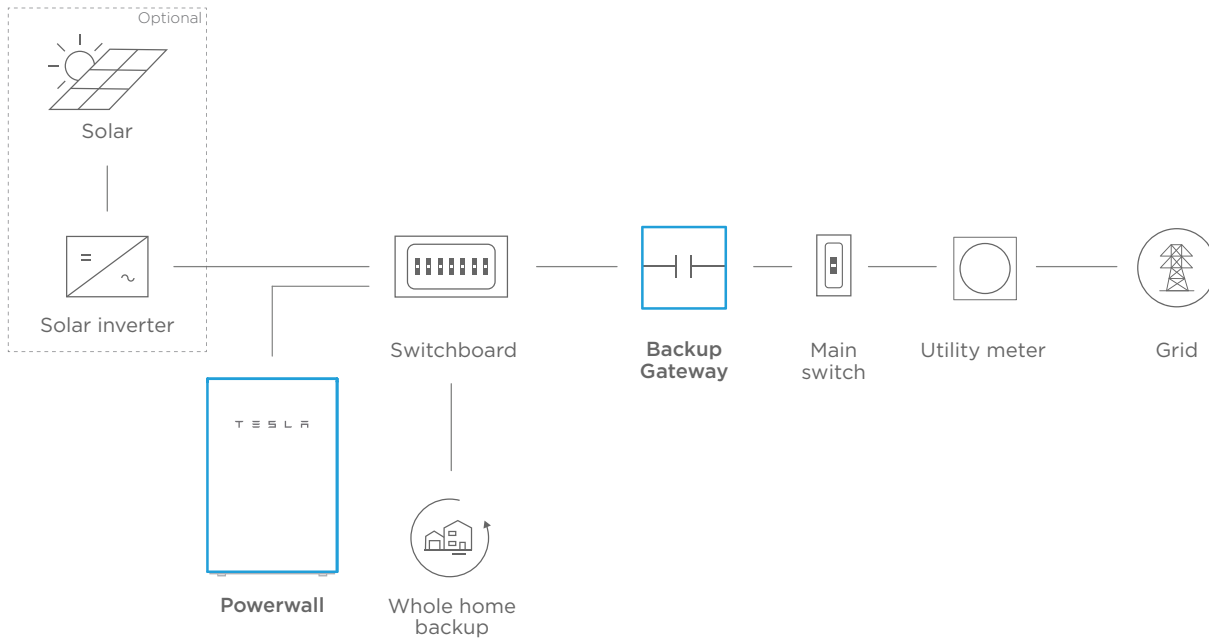 Optional
Solar
Solar inverter
Switchboard
Backup
Gateway
Main
switch
Utility meter
Grid
TESLA
Powerwall
Whole home
backup